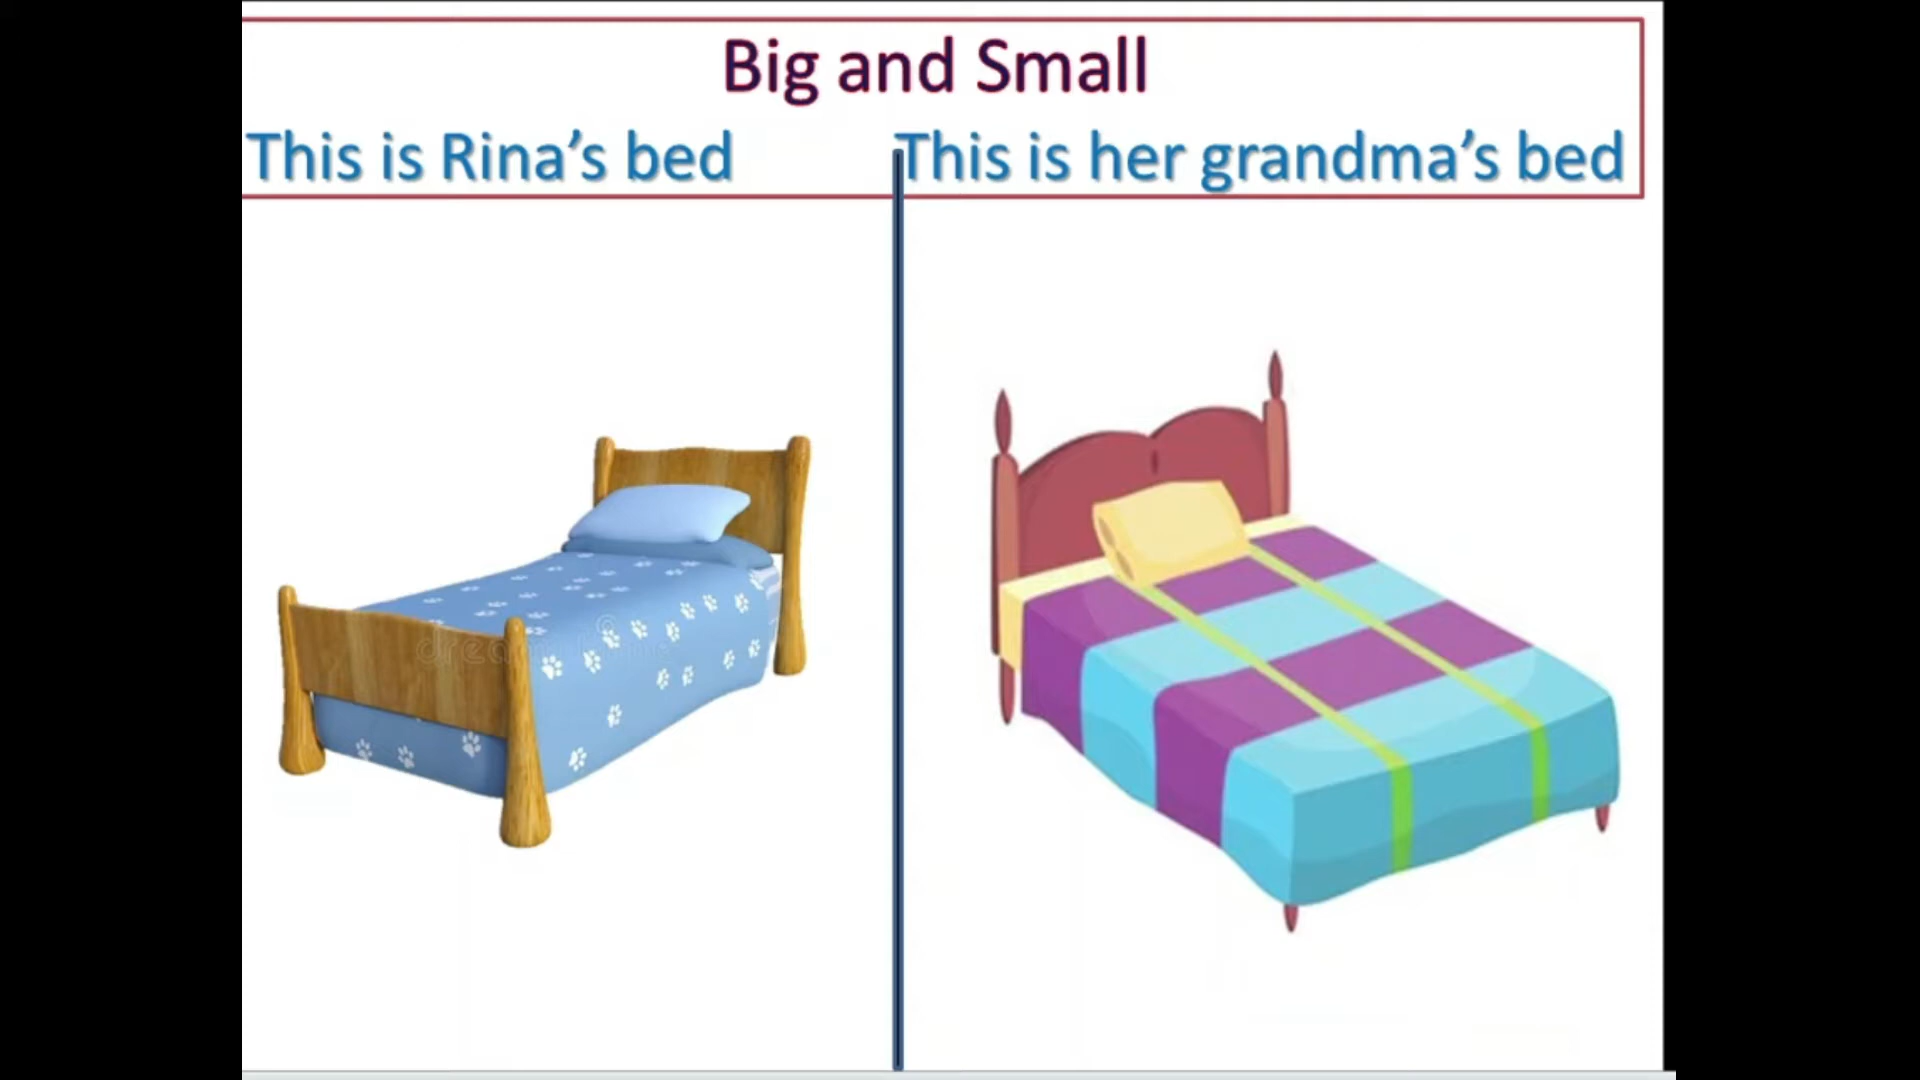 Big and Small
This is Rina's bed
This is her grandma's bed